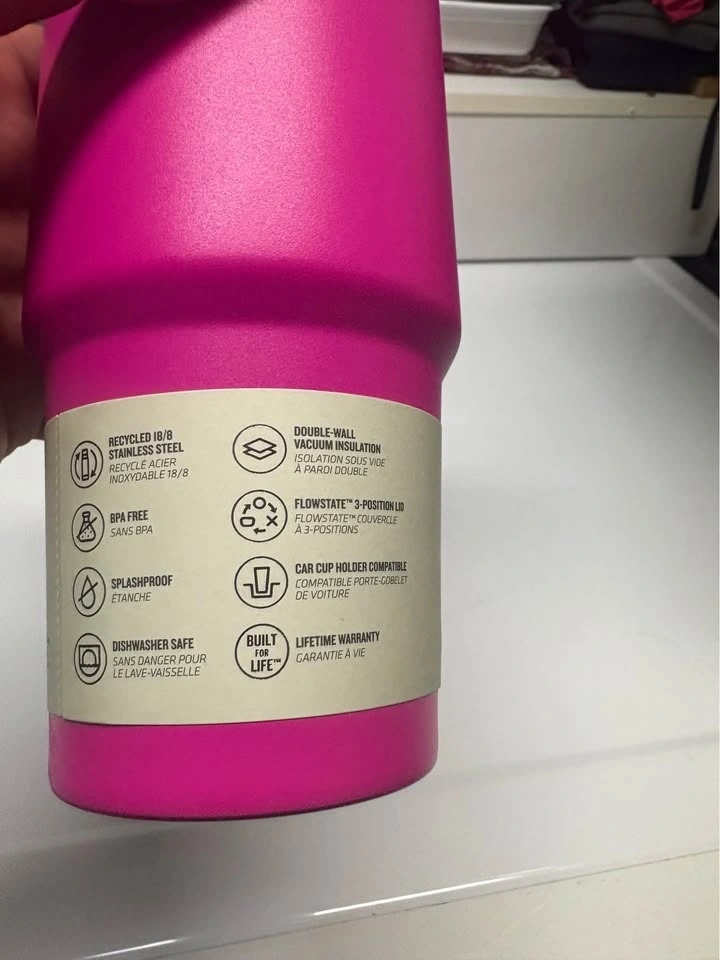 RECYCLED 18/8
STAINLESS STEEL
RECYCLÉ ACIER
INOXYDABLE 18/8
BPA FREE
SANS BPA
SPLASHPROOF
ÉTANCHE
DISHWASHER SAFE
SANS DANGER POUR
LE LAVE-VAISSELLE
DOUBLE-WALL
VACUUM INSULATION
ISOLATION SOUS VIDE
À PAROI DOUBLE
FLOWSTATE™ 3-POSITION LID
FLOWSTATE™ COUVERCLE
À 3-POSITIONS
CAR CUP HOLDER COMPATIBLE
COMPATIBLE PORTE-GOBELET
DE VOITURE
BUILT
FOR
LIFE™
LIFETIME WARRANTY
GARANTIE À VIE